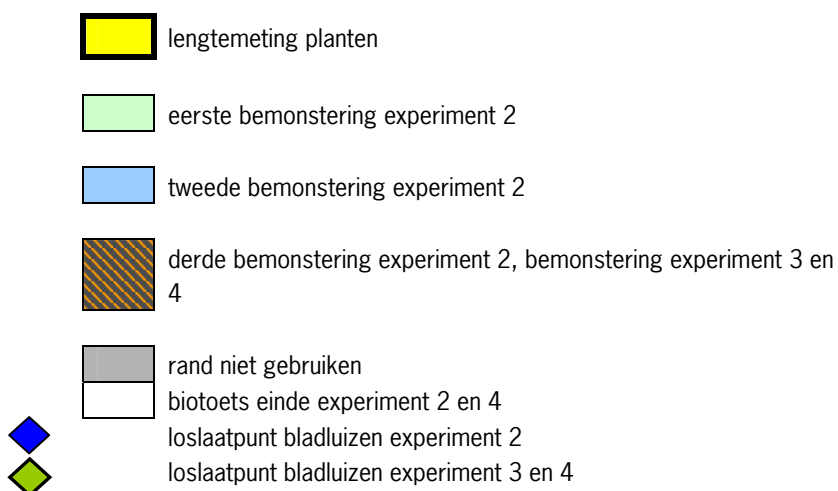 lengtemeting planten
eerste bemonstering experiment 2
tweede bemonstering experiment 2
derde bemonstering experiment 2, bemonstering experiment 3 en
4
rand niet gebruiken
biotoets einde experiment 2 en 4
loslaatpunt bladluizen experiment 2
loslaatpunt bladluizen experiment 3 en 4